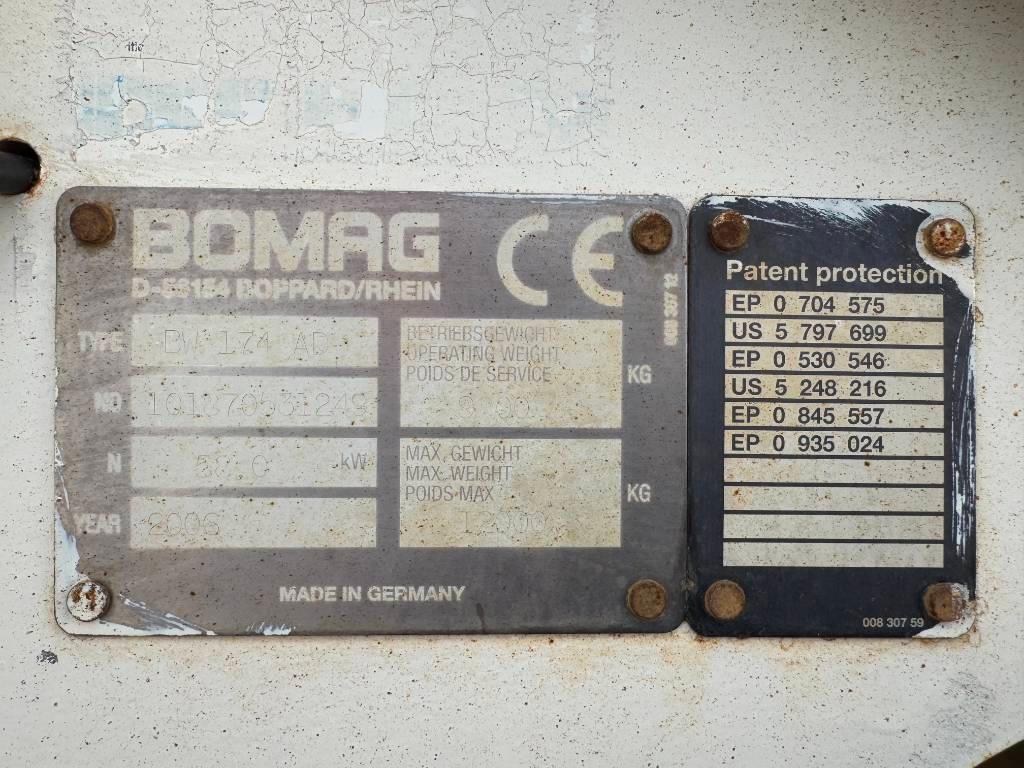 BOMAG
CE
D-56154 BOPPARD/RHEIN
TYPE BW 174 AD
NO 101870531249
N kW
YEAR 2006
BETRIEBSGEWICHT
OPERATING WEIGHT
POIDS DE SERVICE
KG
MAX. GEWICHT
MAX. WEIGHT
POIDS MAX
KG
MADE IN GERMANY
Patent protection
EP 0 704 575
US 5 797 699
EP 0 530 546
US 5 248 216
EP 0 845 557
EP 0 935 024
008 307 59